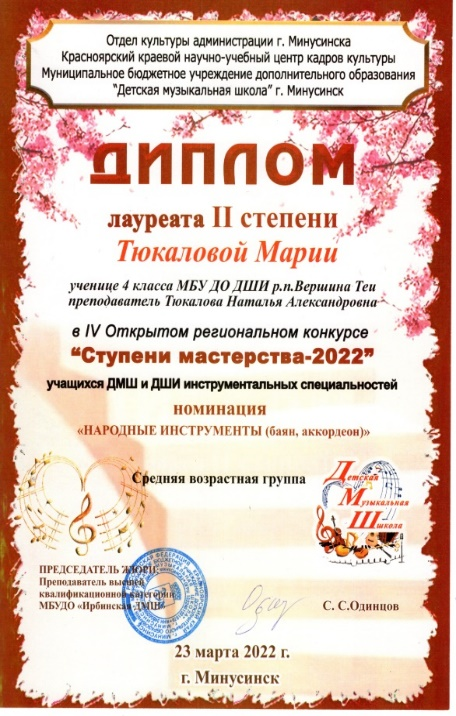 Отдел культуры администрации г. Минусинска
Красноярский краевой научно-учебный центр кадров культуры
Муниципальное бюджетное учреждение дополнительного образования
"Детская музыкальная школа" г. Минусинск
ДИПЛОМ
лауреата II степени
Тюкаловой Марии
ученице 4 класса МБУ ДО ДШИ р.п.Вершина Теи
преподаватель Тюкалова Наталья Александровна
в IV Открытом региональном конкурсе
"Ступени мастерства-2022"
учащихся ДМШ и ДШИ инструментальных специальностей
номинация
«НАРОДНЫЕ ИНСТРУМЕНТЫ (баян, аккордеон)»
Средняя возрастная группа
Детская
Музыкальная
Школа
ПРЕДСЕДАТЕЛЬ ЖЮРИ:
Преподаватель высшей
квалификационной категории
МБУДО «Ирбинская ДМШ»
С. С.Одинцов
23 марта 2022 г.
г. Минусинск